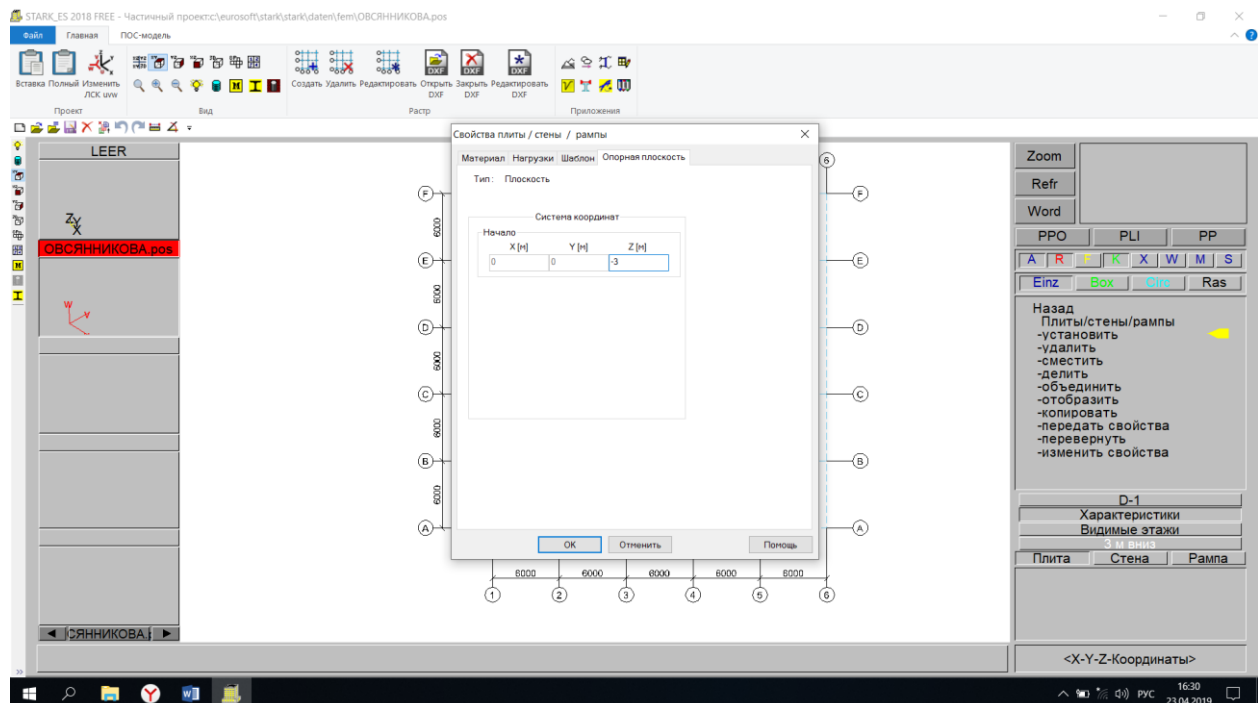 STARK_ES 2018 FREE - Частичный проект:c:\eurosoft\stark\stark\daten\fem\ОВСЯННИКОВА.pos
Файл Главная ПОС-модель
Вставка Полный Изменить ЛСК uvw
Создать Удалить Редактировать Открыть DXF Закрыть DXF Редактировать DXF
Проект Вид Растр Приложения
LEER
ZY
X
ОВСЯННИКОВА.pos
W
V
Свойства плиты / стены / рампы
Материал Нагрузки Шаблон Опорная плоскость
Тип: Плоскость
Система координат
Начало
X [м] Y [м] Z [м]
0 0 -3
ОК Отменить Помощь
6
F F
6000
E E
6000
D D
6000
C C
6000
Б В
6000
А А
6000 6000 6000 6000 6000
1 2 3 4 5 6
Zoom
Refr
Word
PPO PLI PP
A R F K X W M S
Einz Box Circ Ras
Назад
Плиты/стены/рампы
-установить
-удалить
-сместить
-делить
-объединить
-отобразить
-копировать
-передать свойства
-перевернуть
-изменить свойства
D-1
Характеристики
Видимые этажи
3 м вниз
Плита Стена Рампа
<X-Y-Z-Координаты>
РУС
16:30
23.04.2019